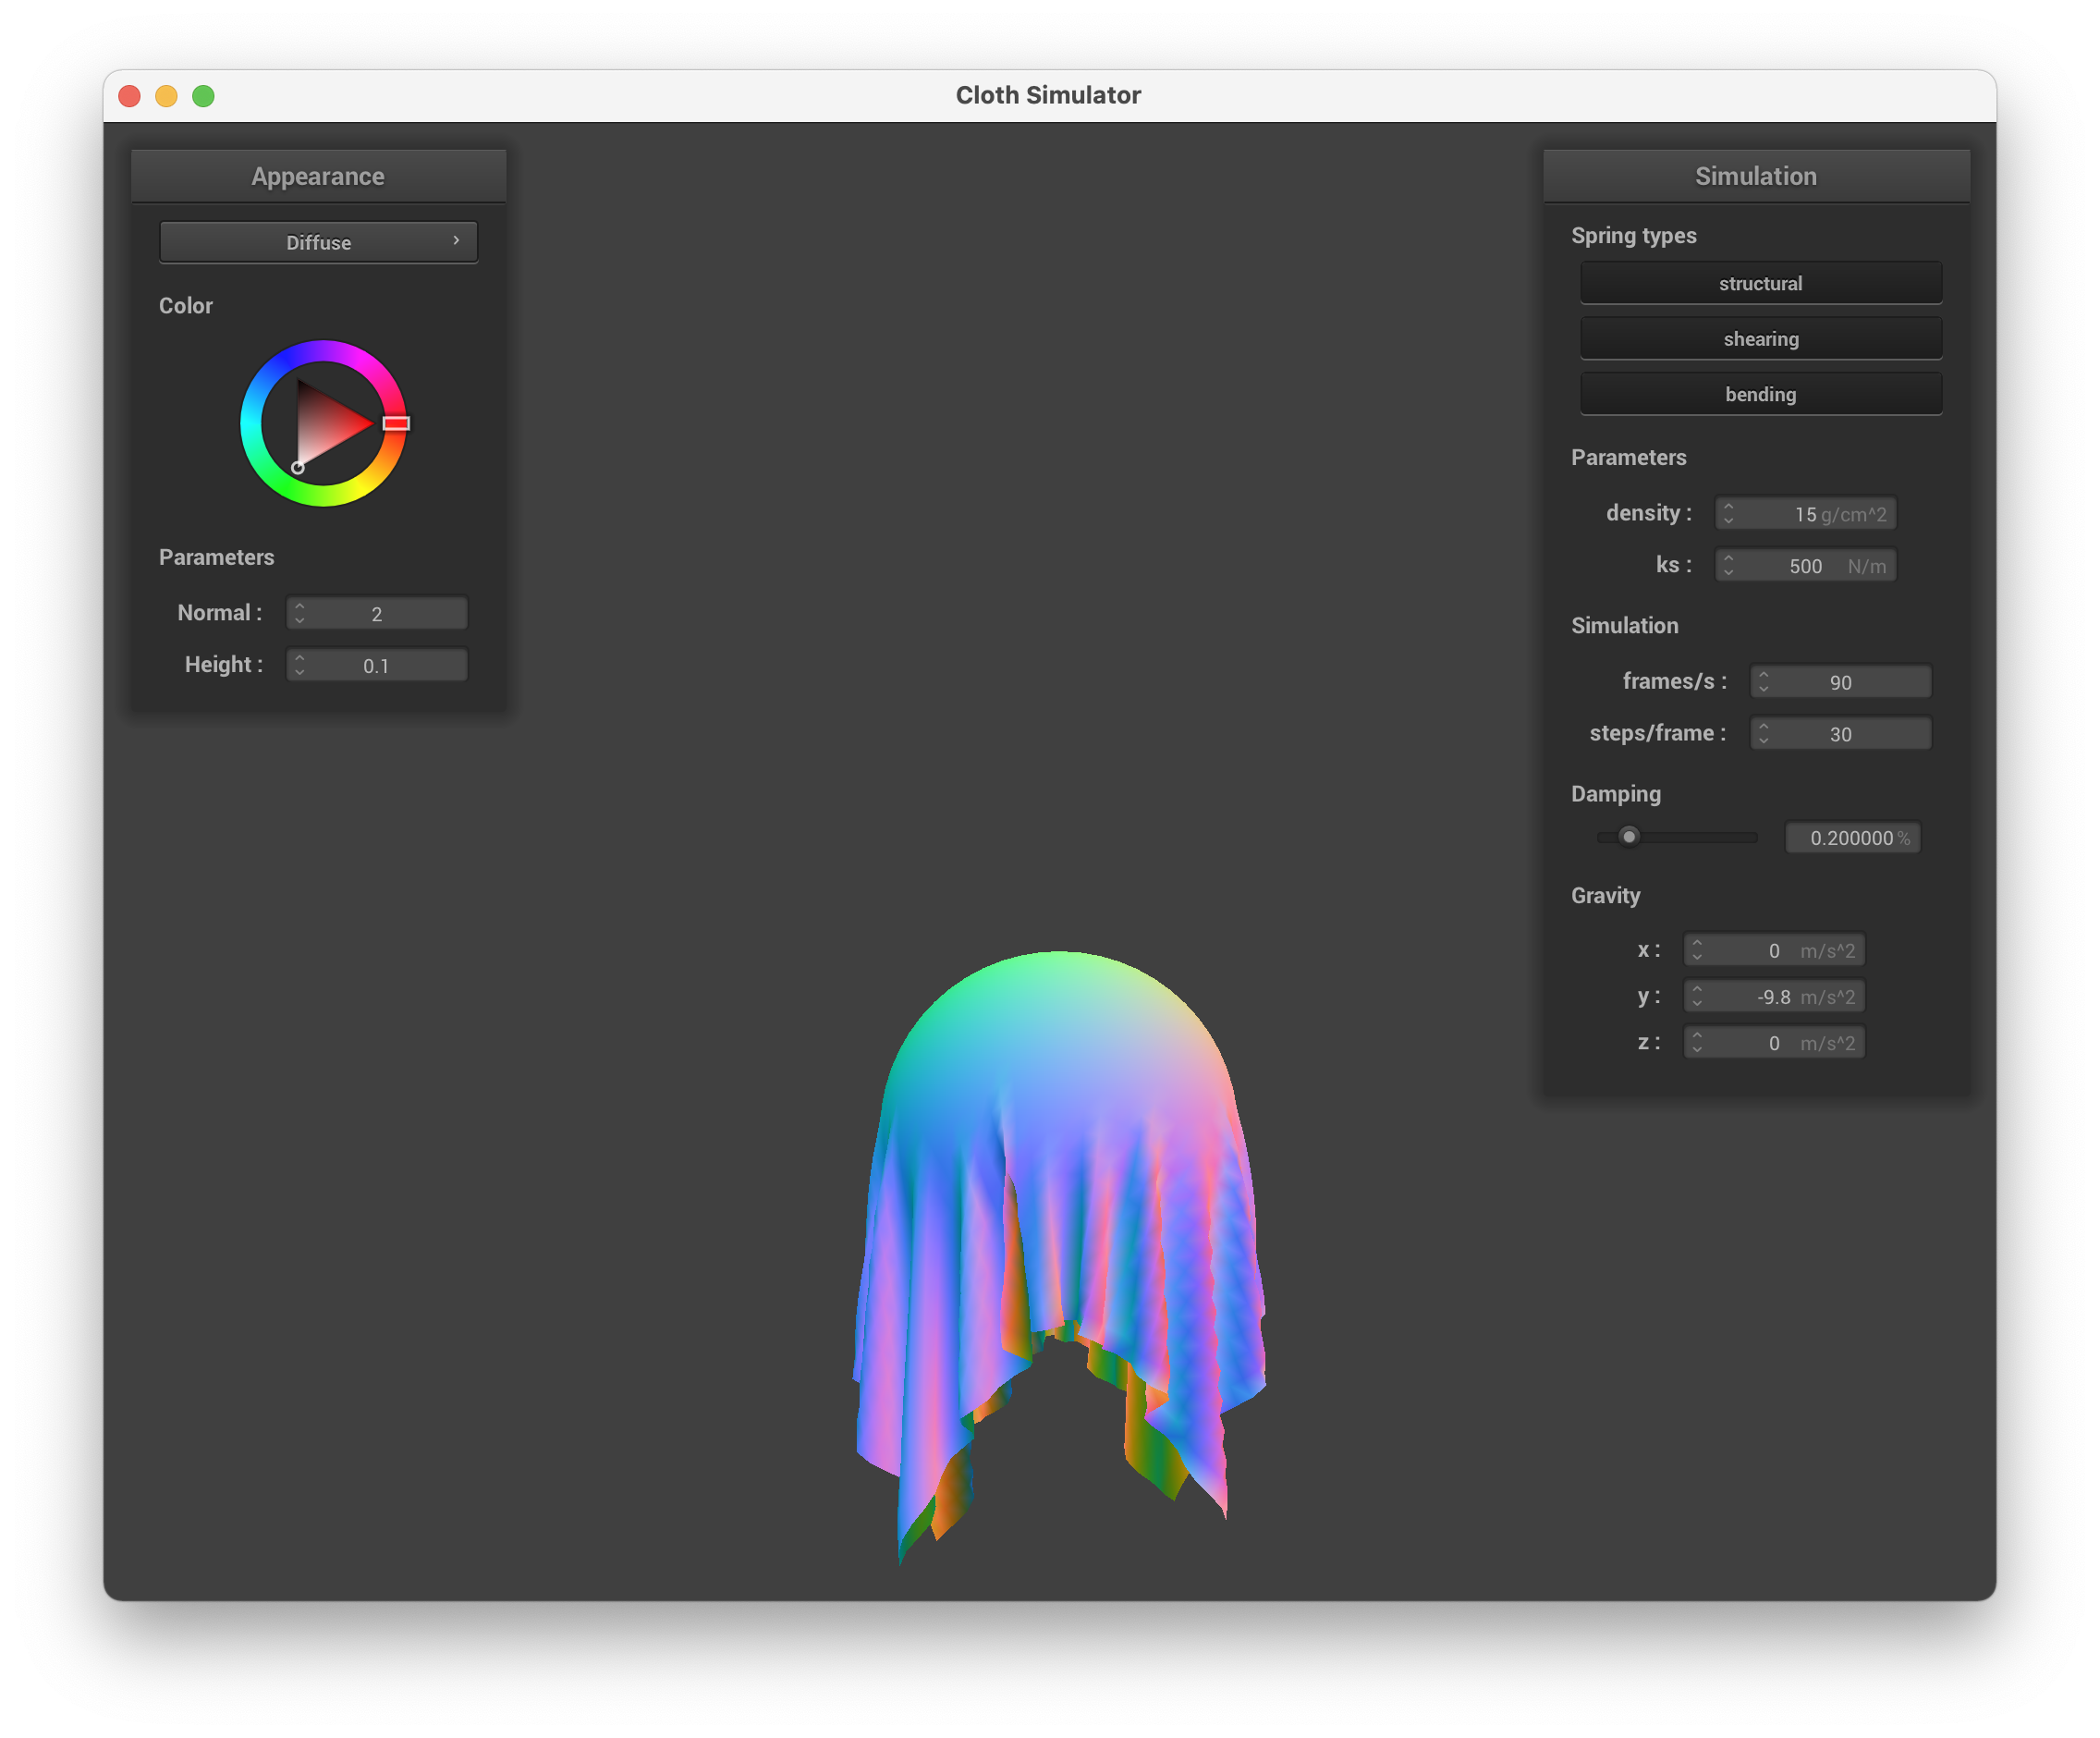 Cloth Simulator
Appearance
Diffuse
Color
Parameters
Normal : 2
Height : 0.1
Simulation
Spring types
structural
shearing
bending
Parameters
density : 15 g/cm^2
ks : 500 N/m
Simulation
frames/s : 90
steps/frame : 30
Damping
0.200000 %
Gravity
x : 0 m/s^2
y : -9.8 m/s^2
z : 0 m/s^2